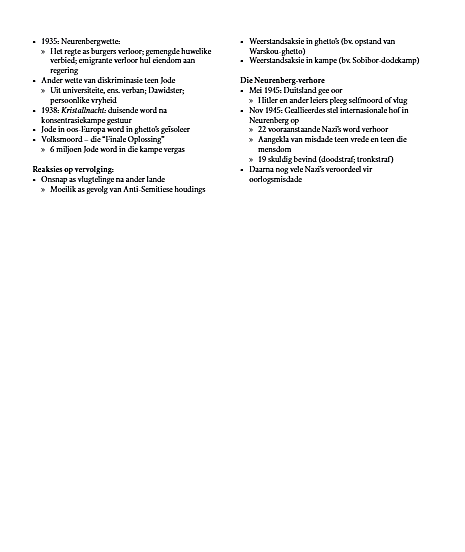 • 1935: Neurenbergwette:
» Het regte as burgers verloor; gemengde huwelike
verbied; emigrante verloor hul eiendom aan
regering
• Ander wette van diskriminasie teen Jode
» Uit universiteite, ens. verban; Dawidster;
persoonlike vryheid
• 1938: Kristallnacht: duisende word na
konsentrasiekampe gestuur
• Jode in oos-Europa word in ghetto's geïsoleer
• Volksmoord – die "Finale Oplossing"
» 6 miljoen Jode word in die kampe vergas
Reaksies op vervolging:
• Onsnap as vlugtelinge na ander lande
» Moeilik as gevolg van Anti-Semitiese houdings
• Weerstandsaksie in ghetto's (bv. opstand van
Warskou-ghetto)
• Weerstandsaksie in kampe (bv. Sobibor-dodekamp)
Die Neurenberg-verhore
• Mei 1945: Duitsland gee oor
» Hitler en ander leiers pleeg selfmoord of vlug
• Nov 1945: Geallieerdes stel internasionale hof in
Neurenberg op
» 22 vooraanstaande Nazi's word verhoor
» Aangekla van misdade teen vrede en teen die
mensdom
» 19 skuldig bevind (doodstraf; tronkstraf)
• Daarna nog vele Nazi's veroordeel vir
oorlogsmisdade